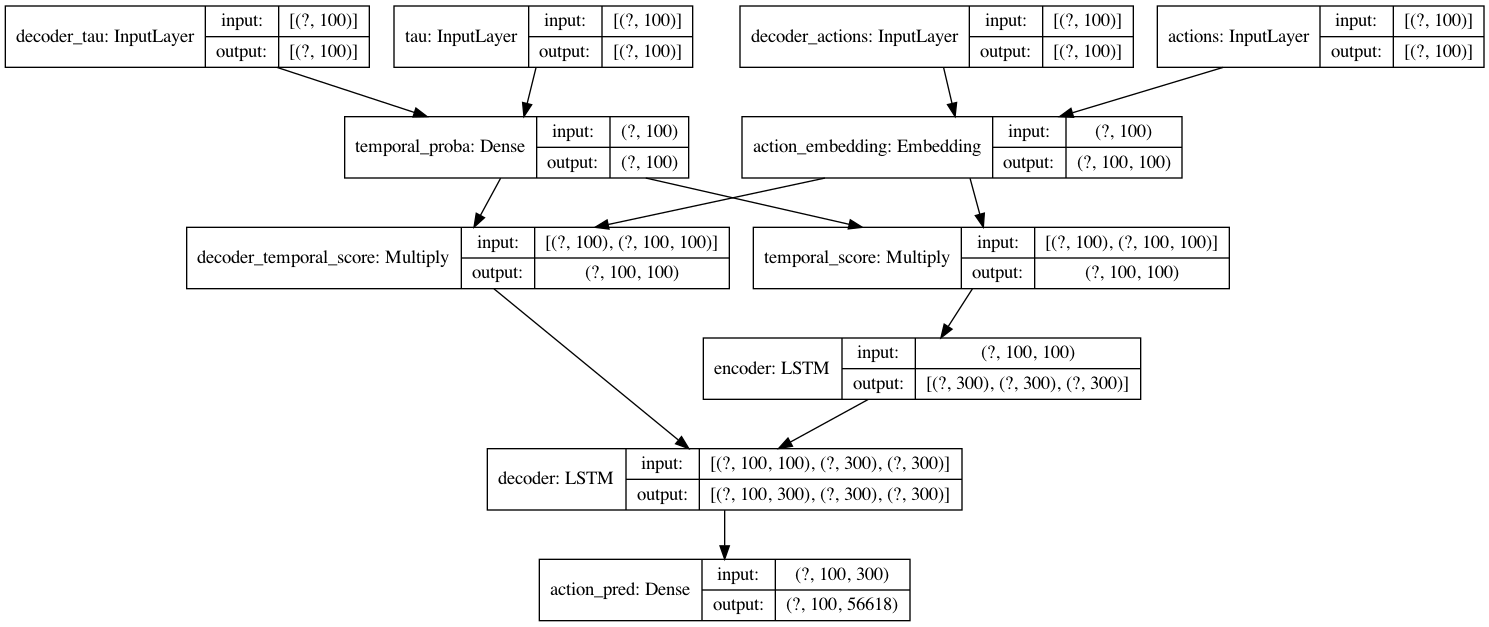 decoder_tau: InputLayer
input: [(?, 100)]
output: [(?, 100)]
tau: InputLayer
input: [(?, 100)]
output: [(?, 100)]
decoder_actions: InputLayer
input: [(?, 100)]
output: [(?, 100)]
actions: InputLayer
input: [(?, 100)]
output: [(?, 100)]
temporal_proba: Dense
input: (?, 100)
output: (?, 100)
action_embedding: Embedding
input: (?, 100)
output: (?, 100, 100)
decoder_temporal_score: Multiply
input: [(?, 100), (?, 100, 100)]
output: (?, 100, 100)
temporal_score: Multiply
input: [(?, 100), (?, 100, 100)]
output: (?, 100, 100)
encoder: LSTM
input: (?, 100, 100)
output: [(?, 300), (?, 300), (?, 300)]
decoder: LSTM
input: [(?, 100, 100), (?, 300), (?, 300)]
output: [(?, 100, 300), (?, 300), (?, 300)]
action_pred: Dense
input: (?, 100, 300)
output: (?, 100, 56618)